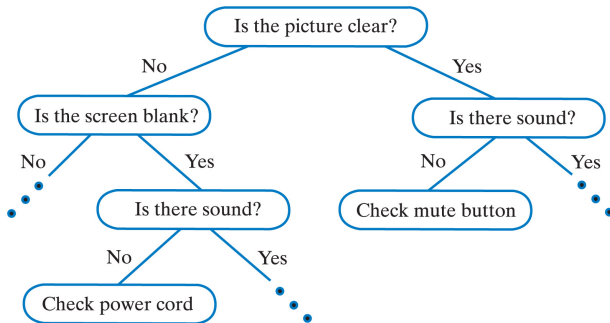 Is the picture clear?
No
Yes
Is the screen blank?
Is there sound?
No
Yes
No
Yes
Is there sound?
Check mute button
No
Yes
Check power cord